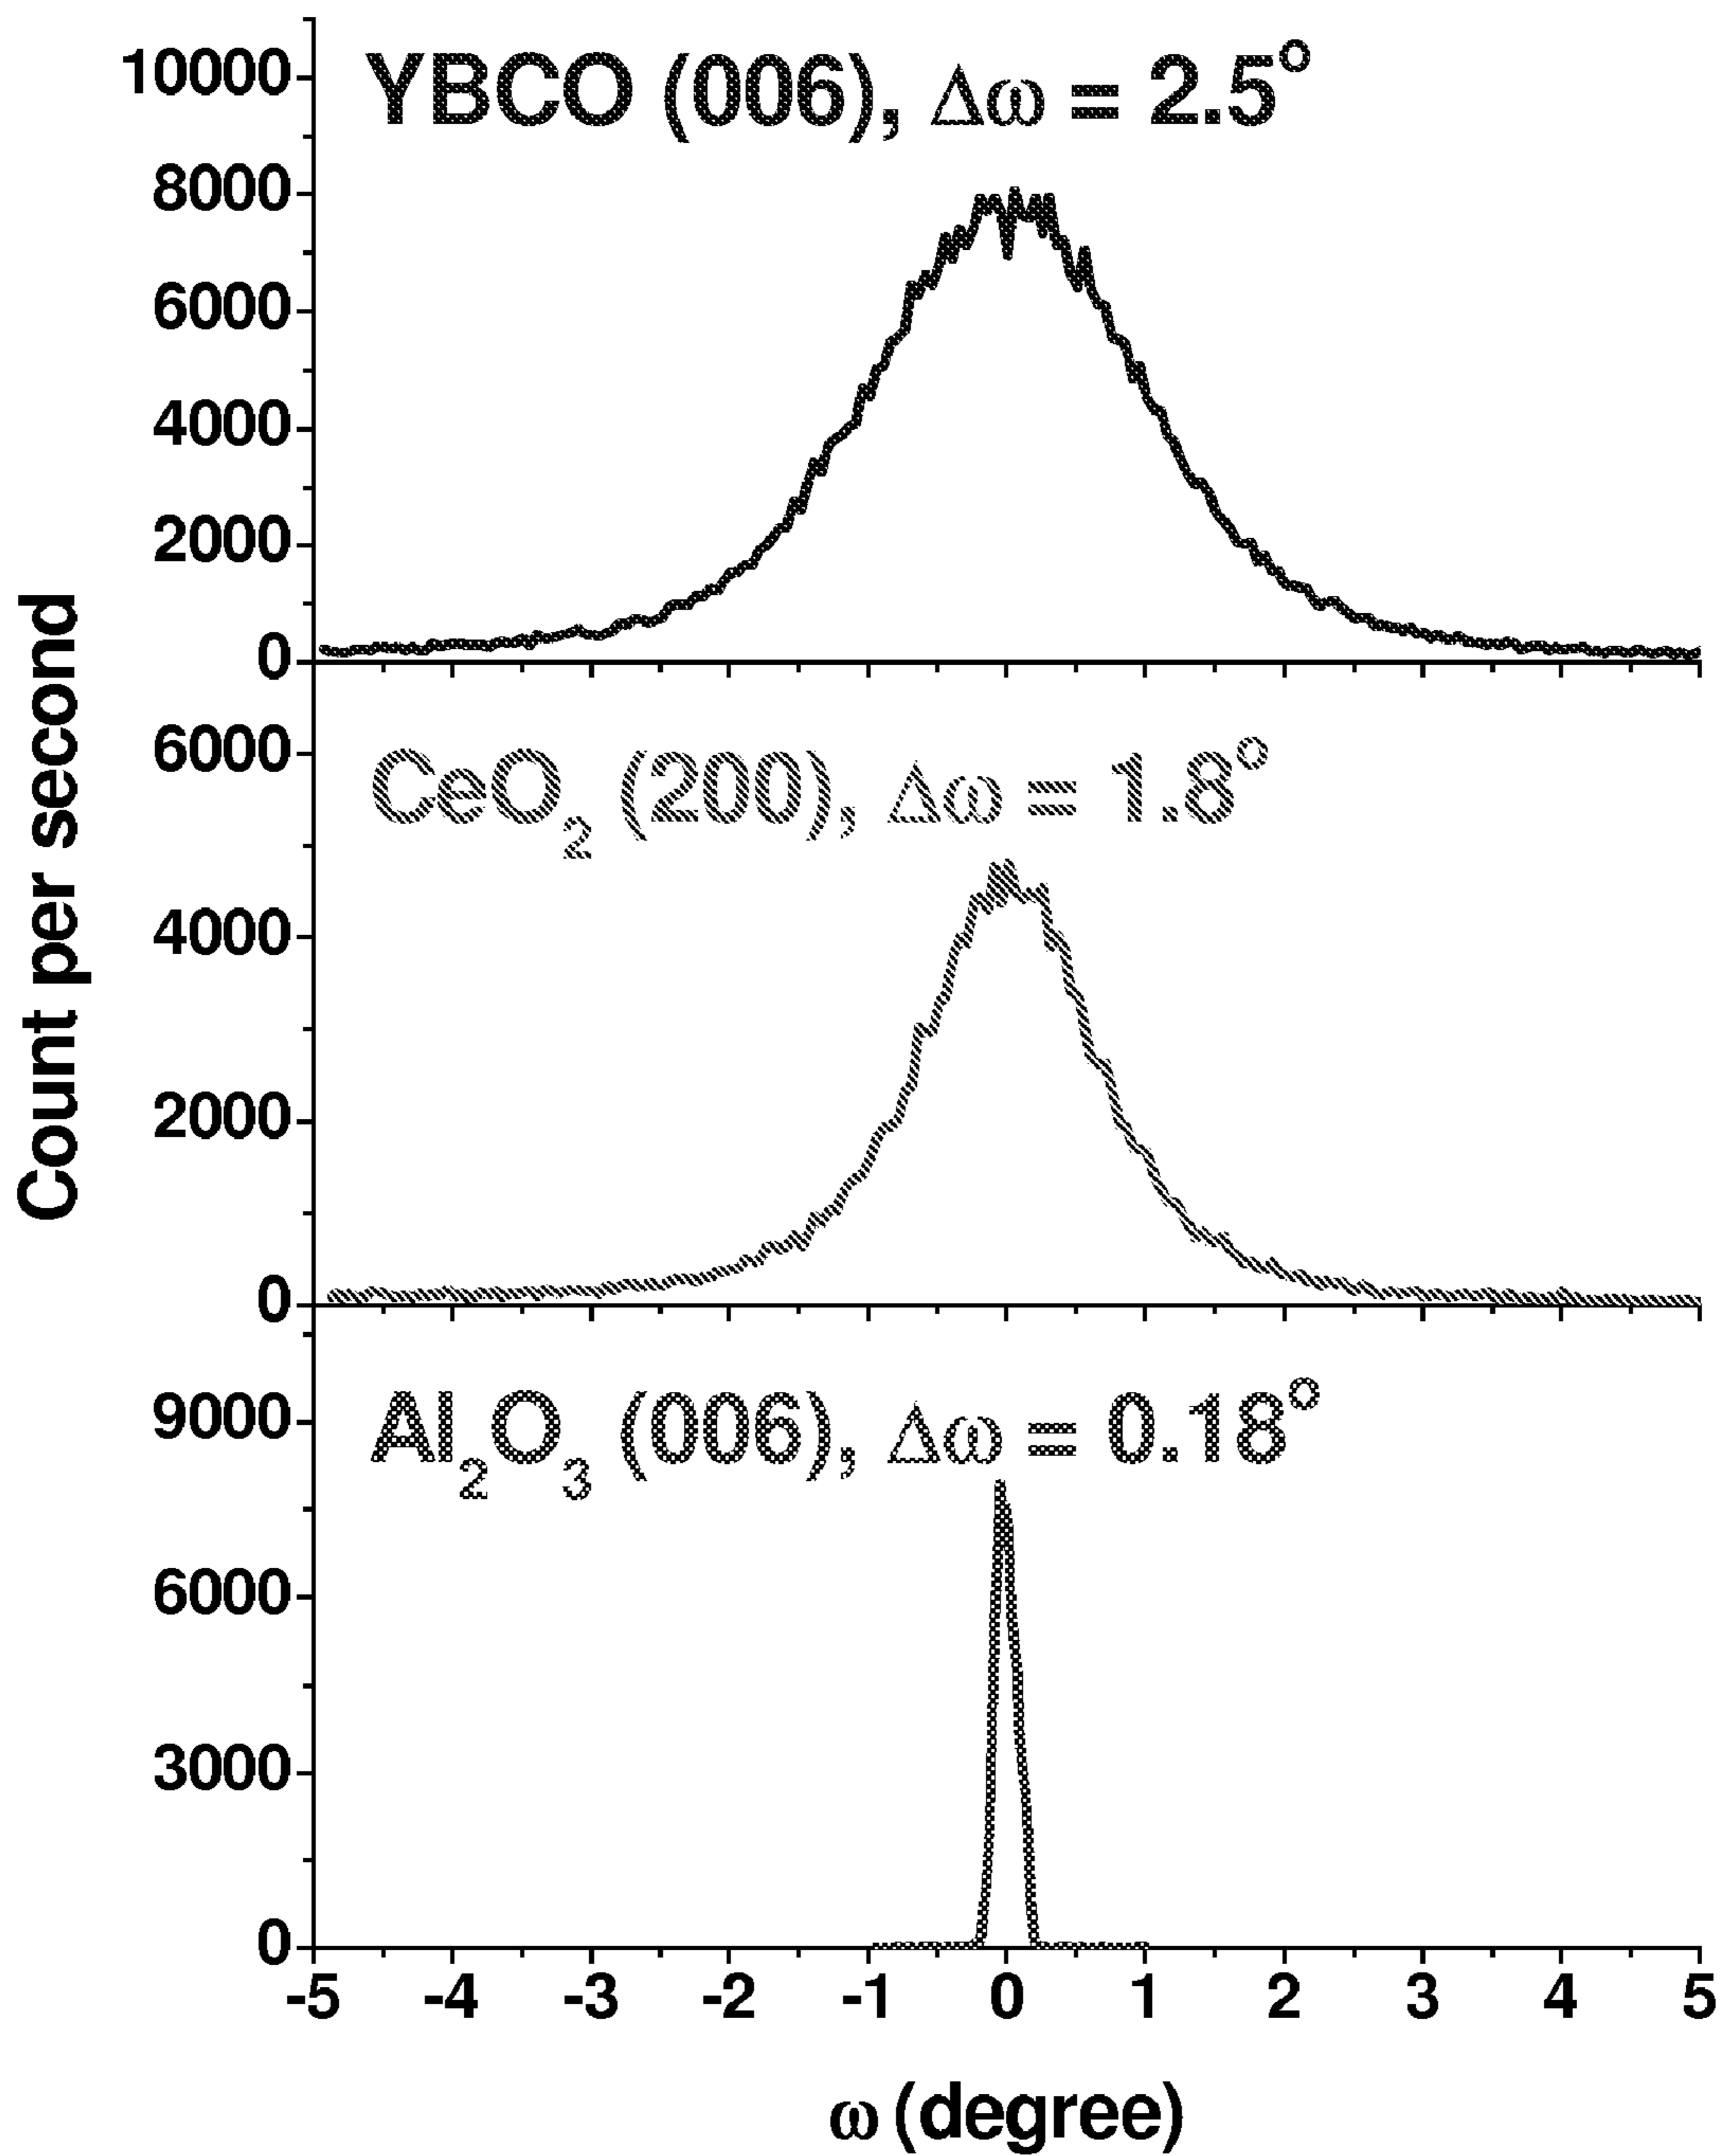 Count per second
10000
YBCO (006), Δω = 2.5°
8000
6000
4000
2000
0
6000
CeO₂ (200), Δω = 1.8°
4000
2000
0
9000
Al₂O₃ (006), Δω = 0.18°
6000
3000
0
-5 -4 -3 -2 -1 0 1 2 3 4 5
ω (degree)